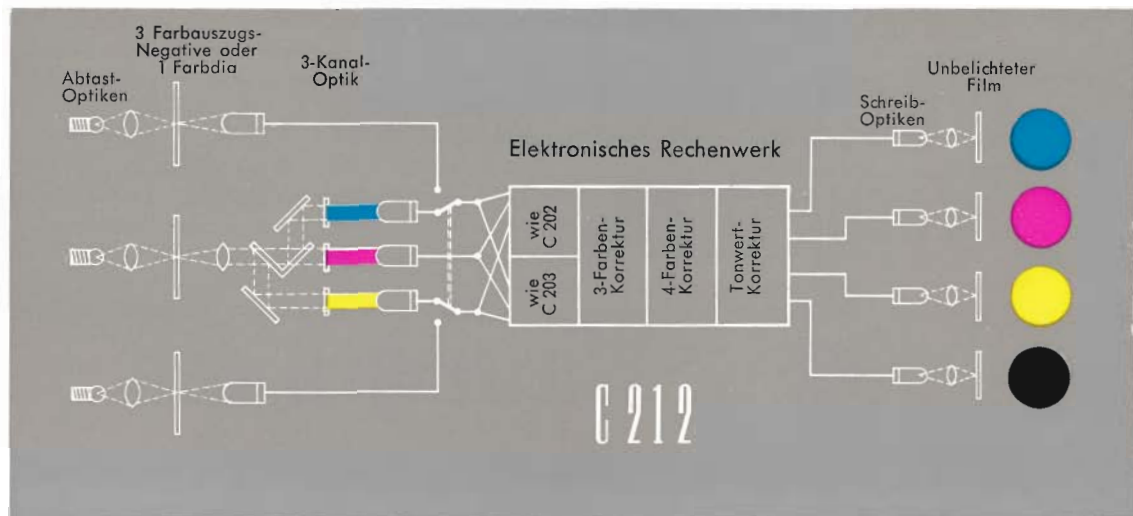 3 Farbauszugs-
Negative oder
1 Farbdia
Abtast-
Optiken
3-Kanal-
Optik
Elektronisches Rechenwerk
wie
C 202
wie
C 203
3-Farben-
Korrektur
4-Farben-
Korrektur
Tonwert-
Korrektur
Schreib-
Optiken
Unbelichteter
Film
C 212